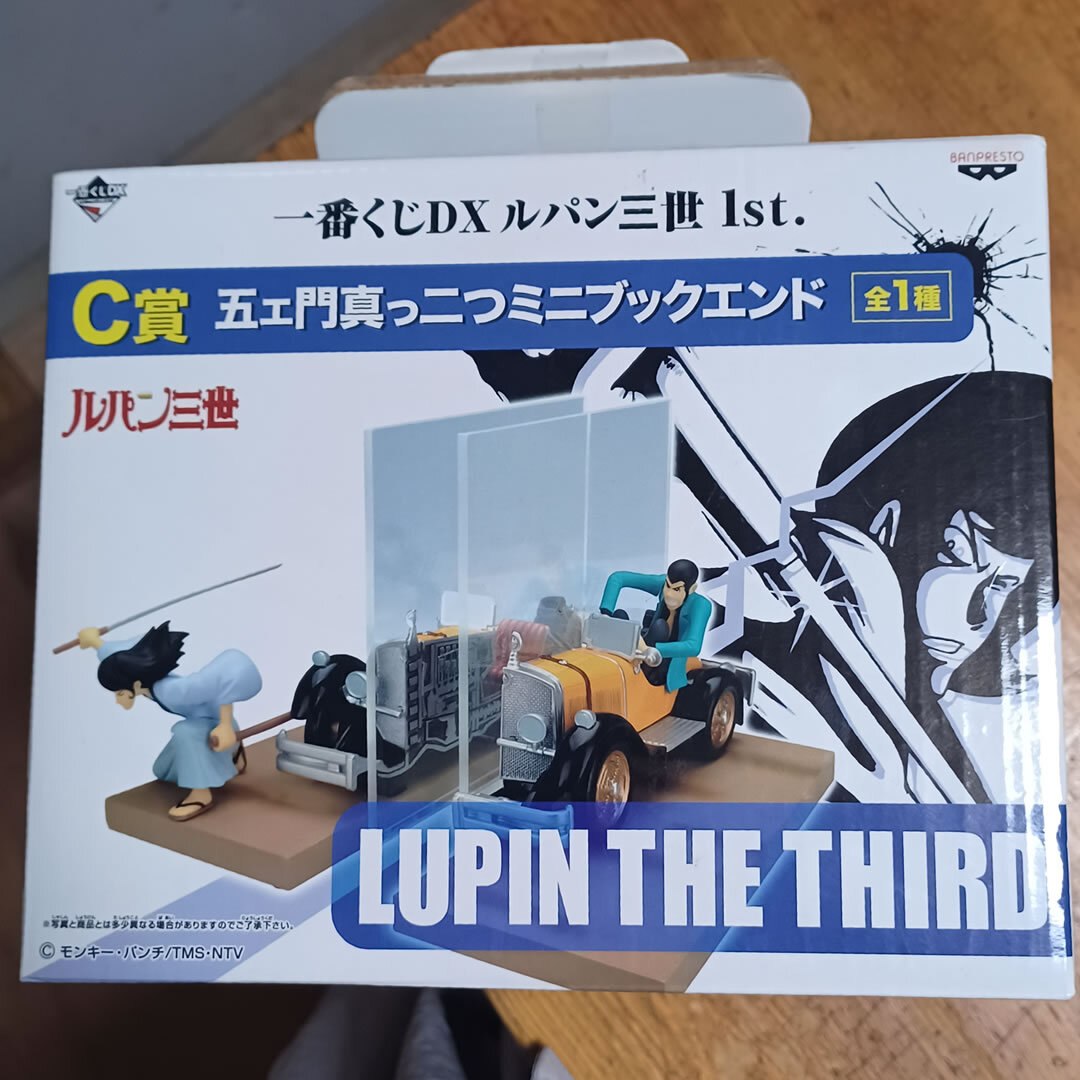 一番くじDX
BANPRESTO
一番くじDX ルパン三世 1st.
C賞 五エ門真っ二つミニブックエンド 全1種
ルパン三世
LUPIN THE THIRD
※写真と商品とは多少異なる場合がありますのでご了承下さい。
© モンキー・パンチ/TMS・NTV